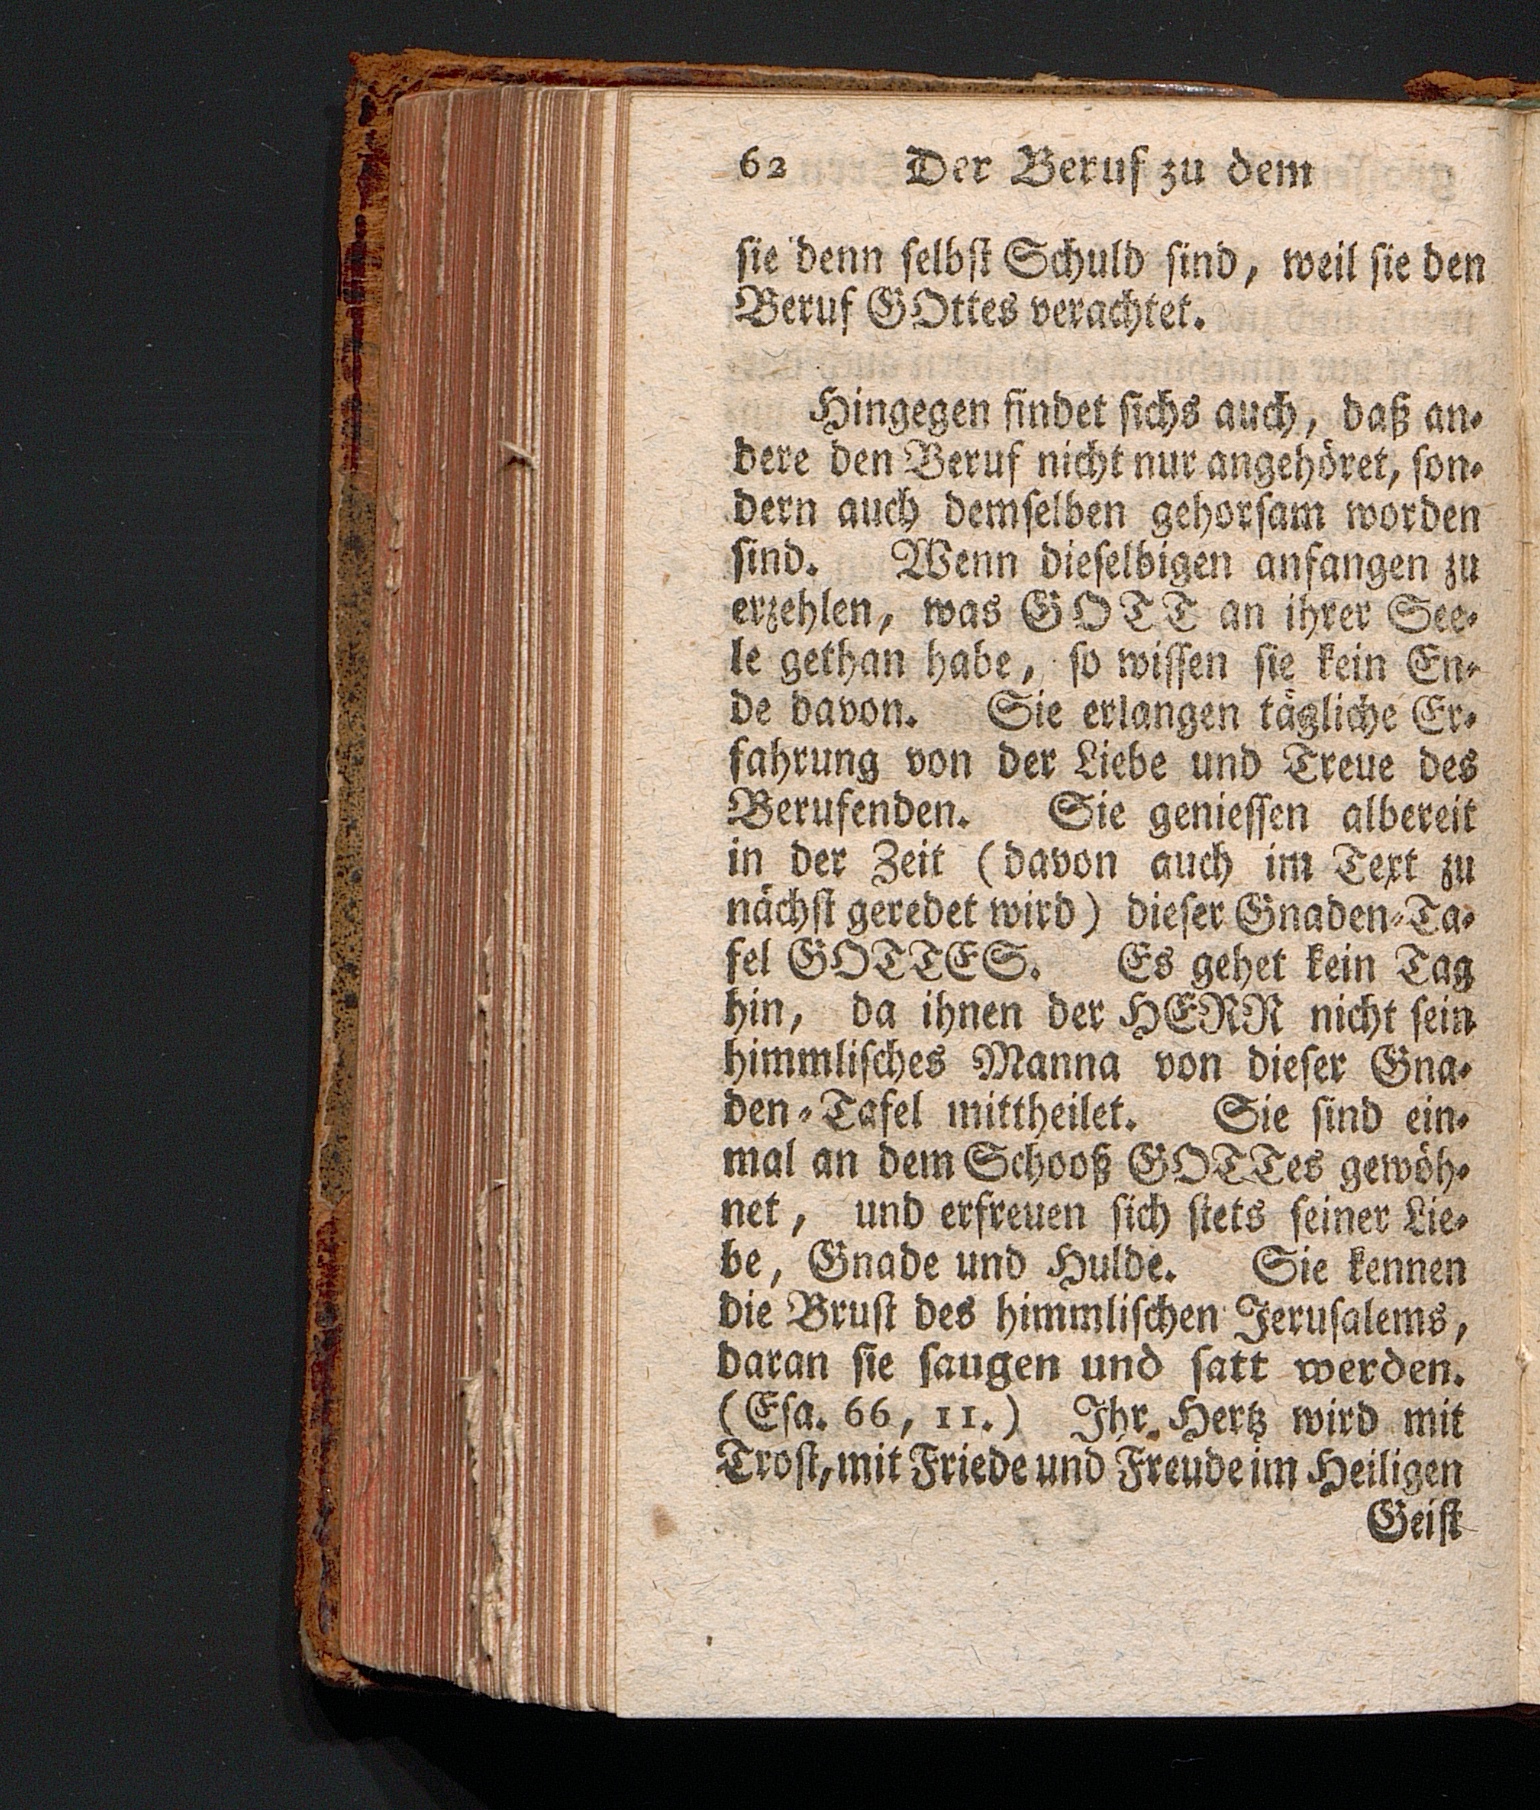 62 Der Beruf zu dem
sie denn selbst Schuld sind, weil sie den
Beruf GOttes verachtet.
Hingegen findet sichs auch, daß an-
dere den Beruf nicht nur angehöret, son-
dern auch demselben gehorsam worden
sind. Wenn dieselbigen anfangen zu
erzehlen, was GOTT an ihrer See-
le gethan habe, so wissen sie kein En-
de davon. Sie erlangen tägliche Er-
fahrung von der Liebe und Treue des
Berufenden. Sie geniessen albereit
in der Zeit (davon auch im Text zu
nächst geredet wird) dieser Gnaden-Ta-
fel GOTTES. Es gehet kein Tag
hin, da ihnen der HERR nicht sein
himmlisches Manna von dieser Gna-
den-Tafel mittheilet. Sie sind ein-
mal an dem Schooß GOTTes gewöh-
net, und erfreuen sich stets seiner Lie-
be, Gnade und Hulde. Sie kennen
die Brust des himmlischen Jerusalems,
daran sie saugen und satt werden.
(Esa. 66, 11.) Ihr Hertz wird mit
Trost, mit Friede und Freude im Heiligen
Geist